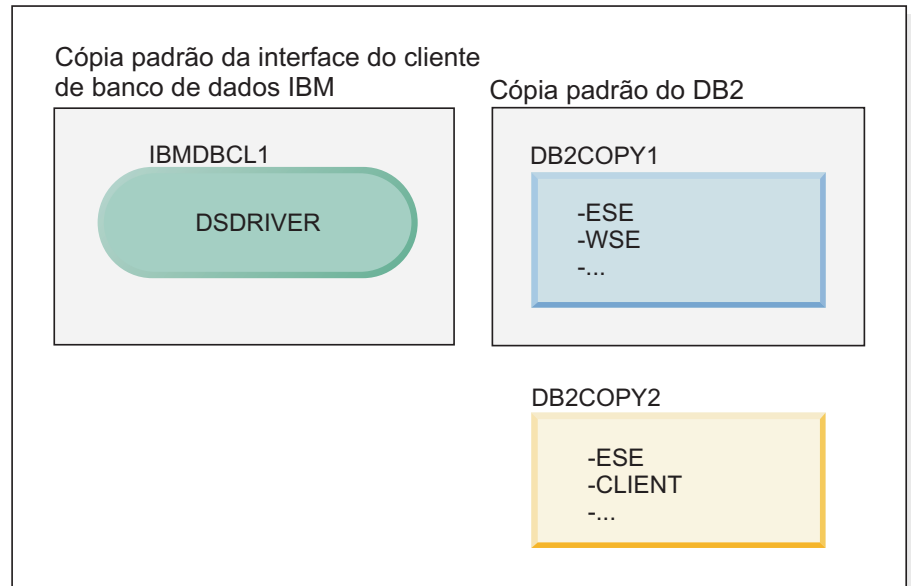 Cópia padrão da interface do cliente
de banco de dados IBM
IBMDBCL1
DSDRIVER
Cópia padrão do DB2
DB2COPY1
-ESE
-WSE
-...
DB2COPY2
-ESE
-CLIENT
-...